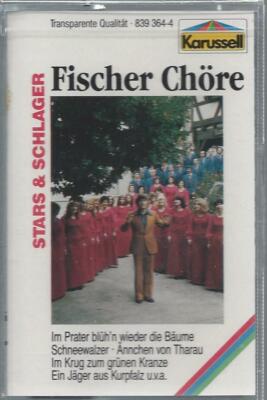 Transparente Qualität · 839 364-4
Karussell
Fischer Chöre
STARS & SCHLAGER
Im Prater blüh'n wieder die Bäume
Schneewalzer · Ännchen von Tharau
Im Krug zum grünen Kranze
Ein Jäger aus Kurpfalz u.v.a.